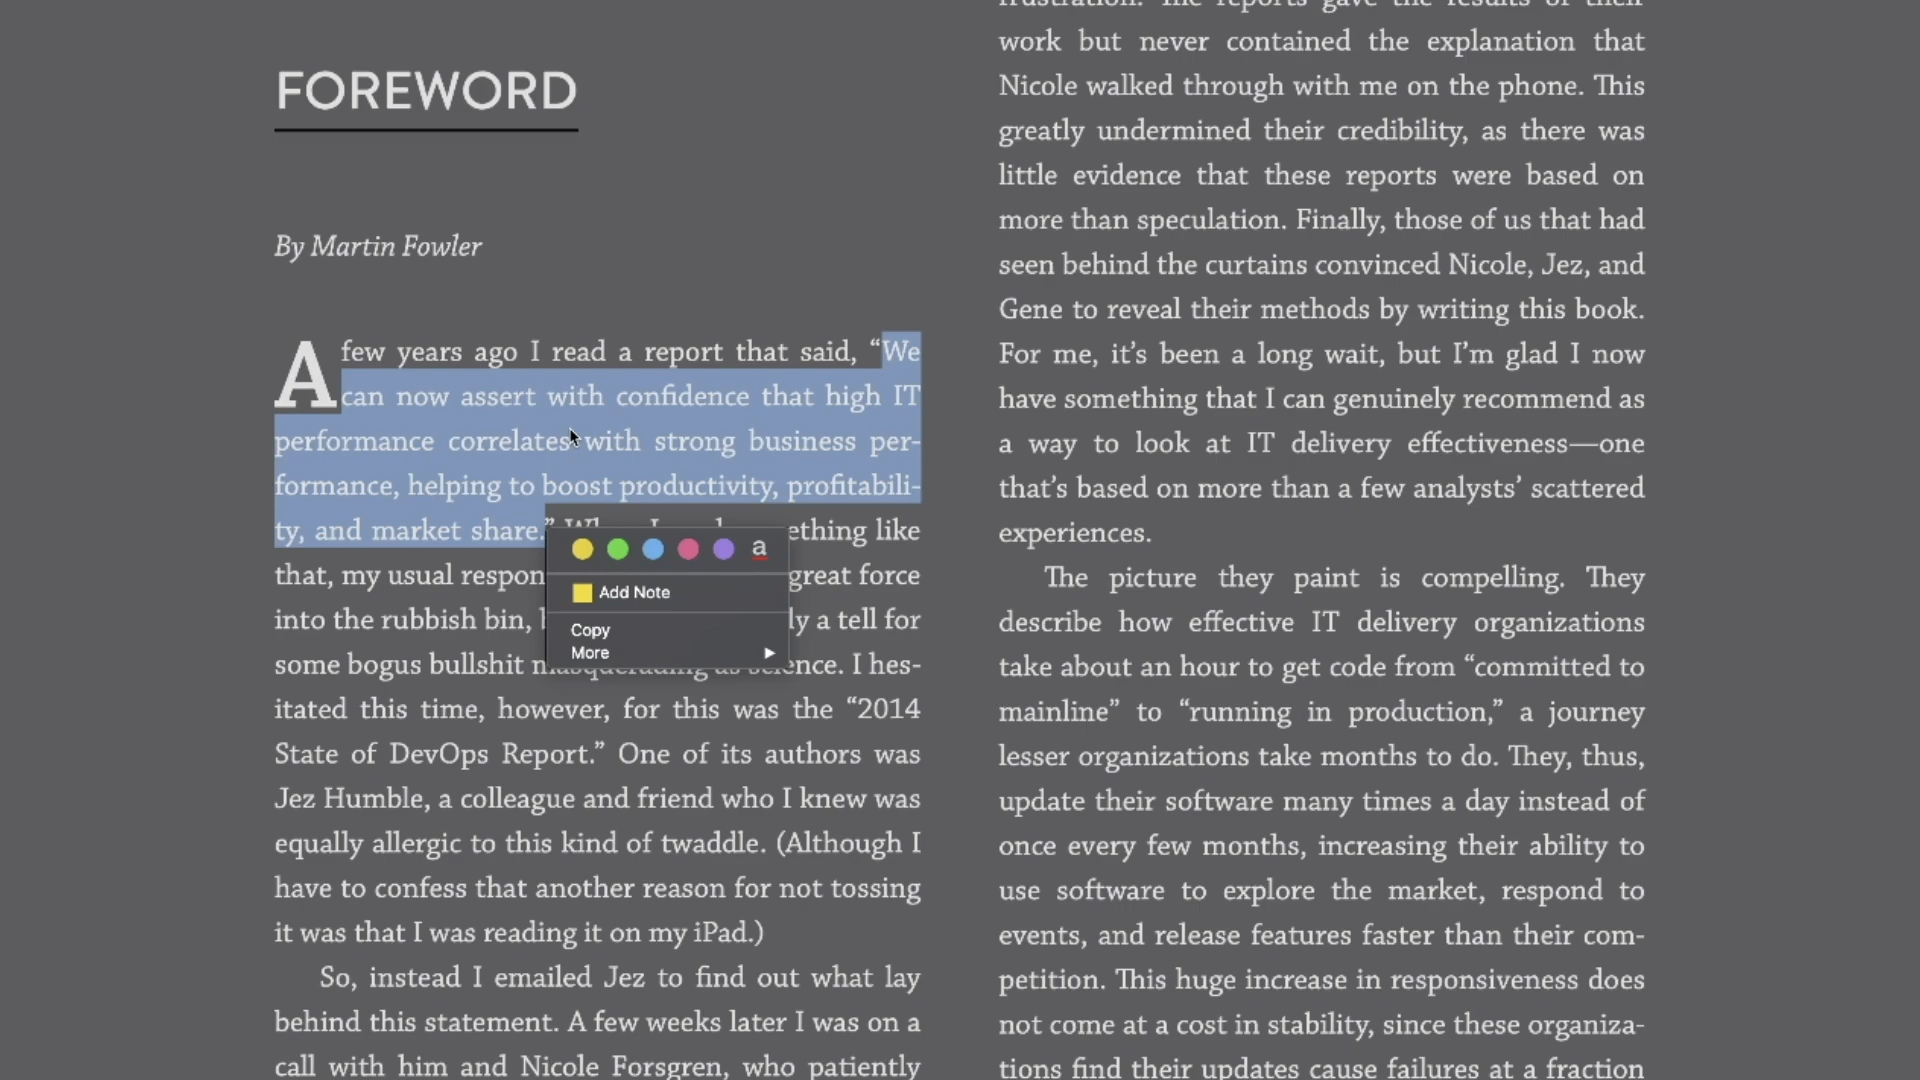 FOREWORD
By Martin Fowler
A few years ago I read a report that said, “We
can now assert with confidence that high IT
performance correlates with strong business per-
formance, helping to boost productivity, profitabili-
ty, and market share.” like
that, my usual great force
into the rubbish bin, a tell for
some bogus bullshit masquerading as science. I hes-
itated this time, however, for this was the “2014
State of DevOps Report.” One of its authors was
Jez Humble, a colleague and friend who I knew was
equally allergic to this kind of twaddle. (Although I
have to confess that another reason for not tossing
it was that I was reading it on my iPad.)
So, instead I emailed Jez to find out what lay
behind this statement. A few weeks later I was on a
call with him and Nicole Forsgren, who patiently
a
Add Note
Copy
More
frustration. The reports gave the results of their
work but never contained the explanation that
Nicole walked through with me on the phone. This
greatly undermined their credibility, as there was
little evidence that these reports were based on
more than speculation. Finally, those of us that had
seen behind the curtains convinced Nicole, Jez, and
Gene to reveal their methods by writing this book.
For me, it’s been a long wait, but I’m glad I now
have something that I can genuinely recommend as
a way to look at IT delivery effectiveness—one
that’s based on more than a few analysts’ scattered
experiences.
The picture they paint is compelling. They
describe how effective IT delivery organizations
take about an hour to get code from “committed to
mainline” to “running in production,” a journey
lesser organizations take months to do. They, thus,
update their software many times a day instead of
once every few months, increasing their ability to
use software to explore the market, respond to
events, and release features faster than their com-
petition. This huge increase in responsiveness does
not come at a cost in stability, since these organiza-
tions find their updates cause failures at a fraction